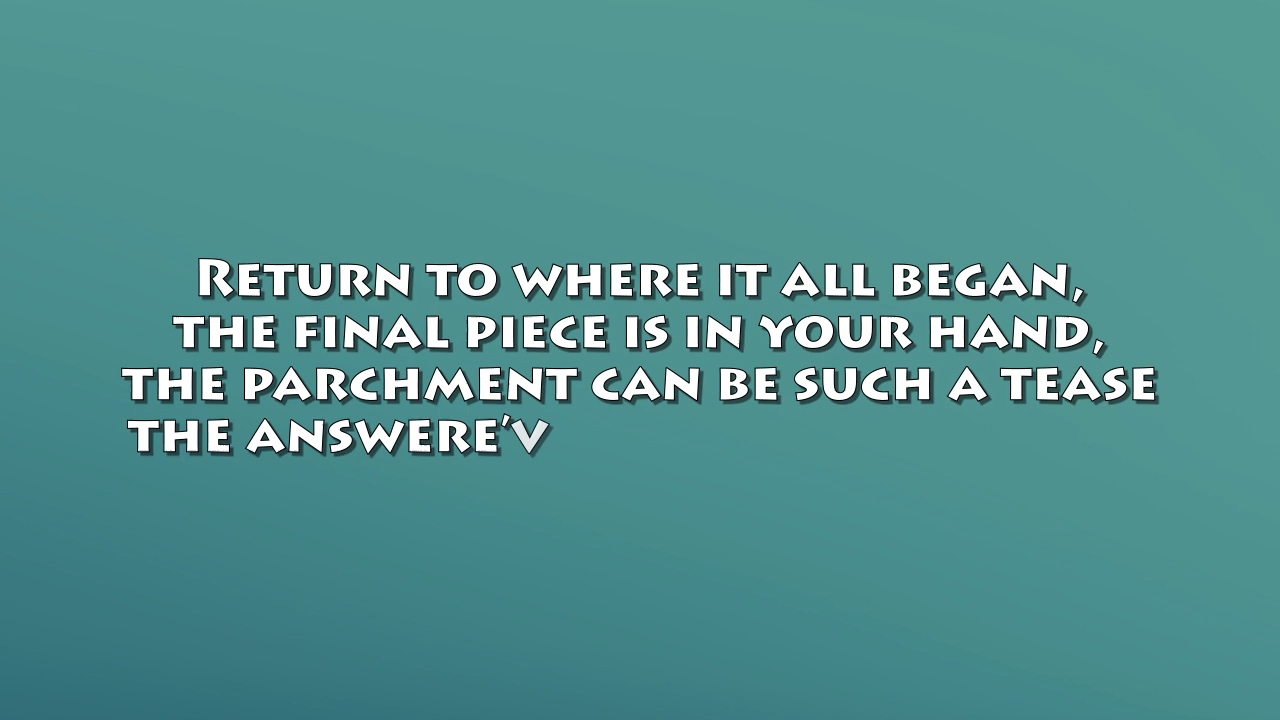 Return to where it all began,
the final piece is in your hand,
the parchment can be such a tease
the answere'v